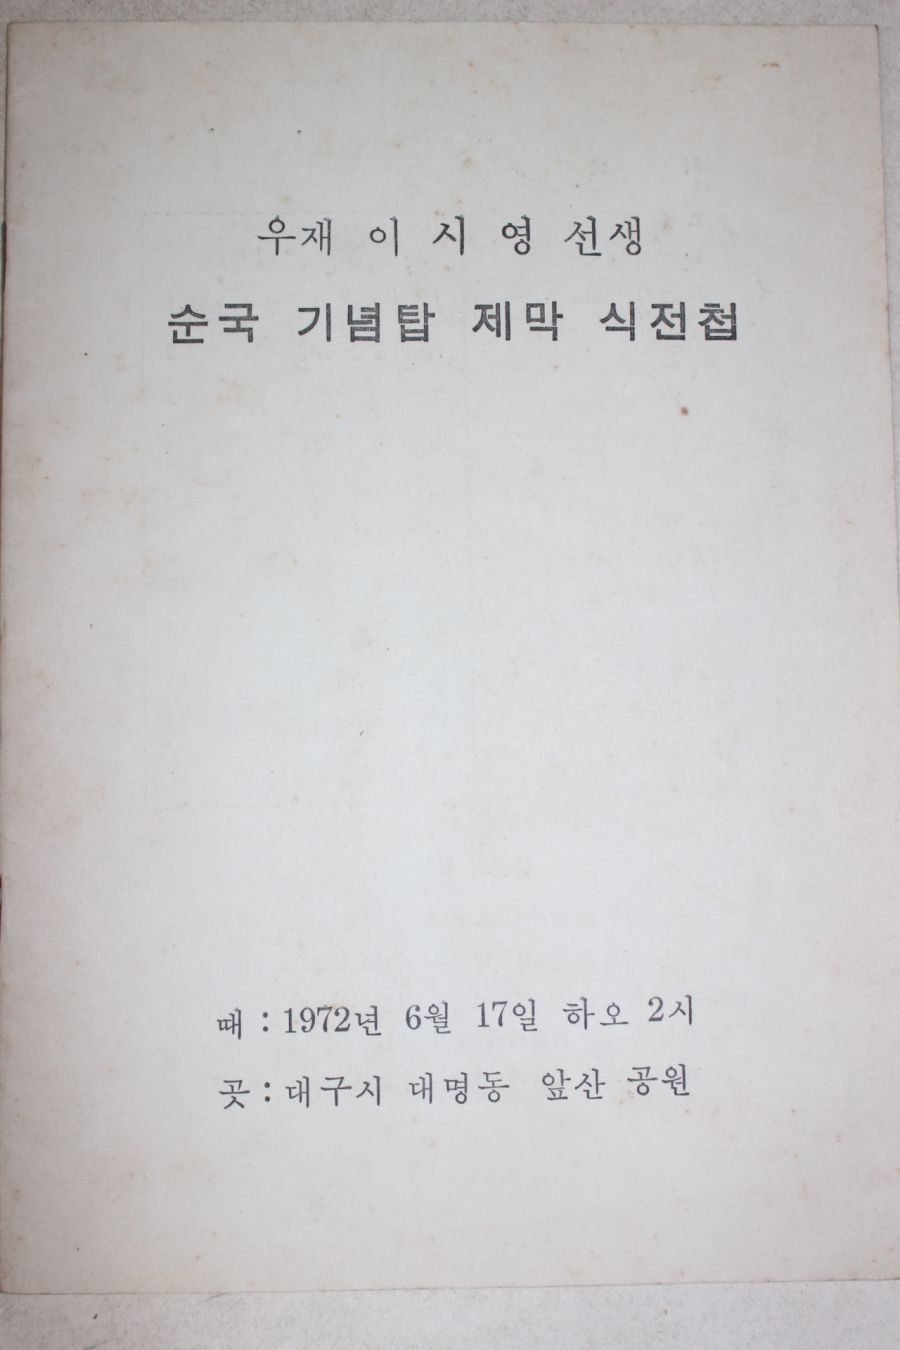 우재 이 시 영 선생
순국 기념탑 제막 식전첩
때 : 1972년 6월 17일 하오 2시
곳 : 대구시 대명동 앞산 공원